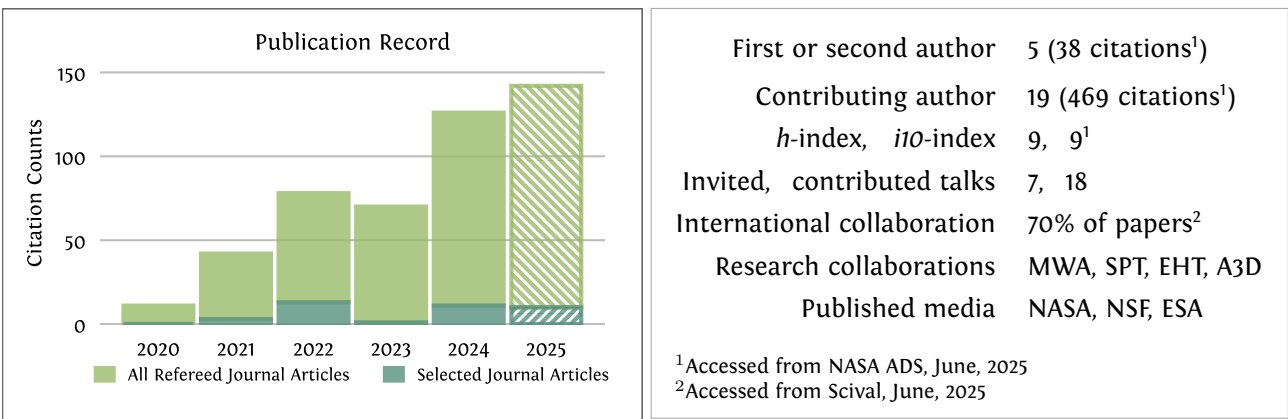 Publication Record
150
100
50
0
Citation Counts
2020 2021 2022 2023 2024 2025
All Refereed Journal Articles Selected Journal Articles
First or second author 5 (38 citations¹)
Contributing author 19 (469 citations¹)
h-index, i10-index 9, 9¹
Invited, contributed talks 7, 18
International collaboration 70% of papers²
Research collaborations MWA, SPT, EHT, A3D
Published media NASA, NSF, ESA
¹Accessed from NASA ADS, June, 2025
²Accessed from Scival, June, 2025